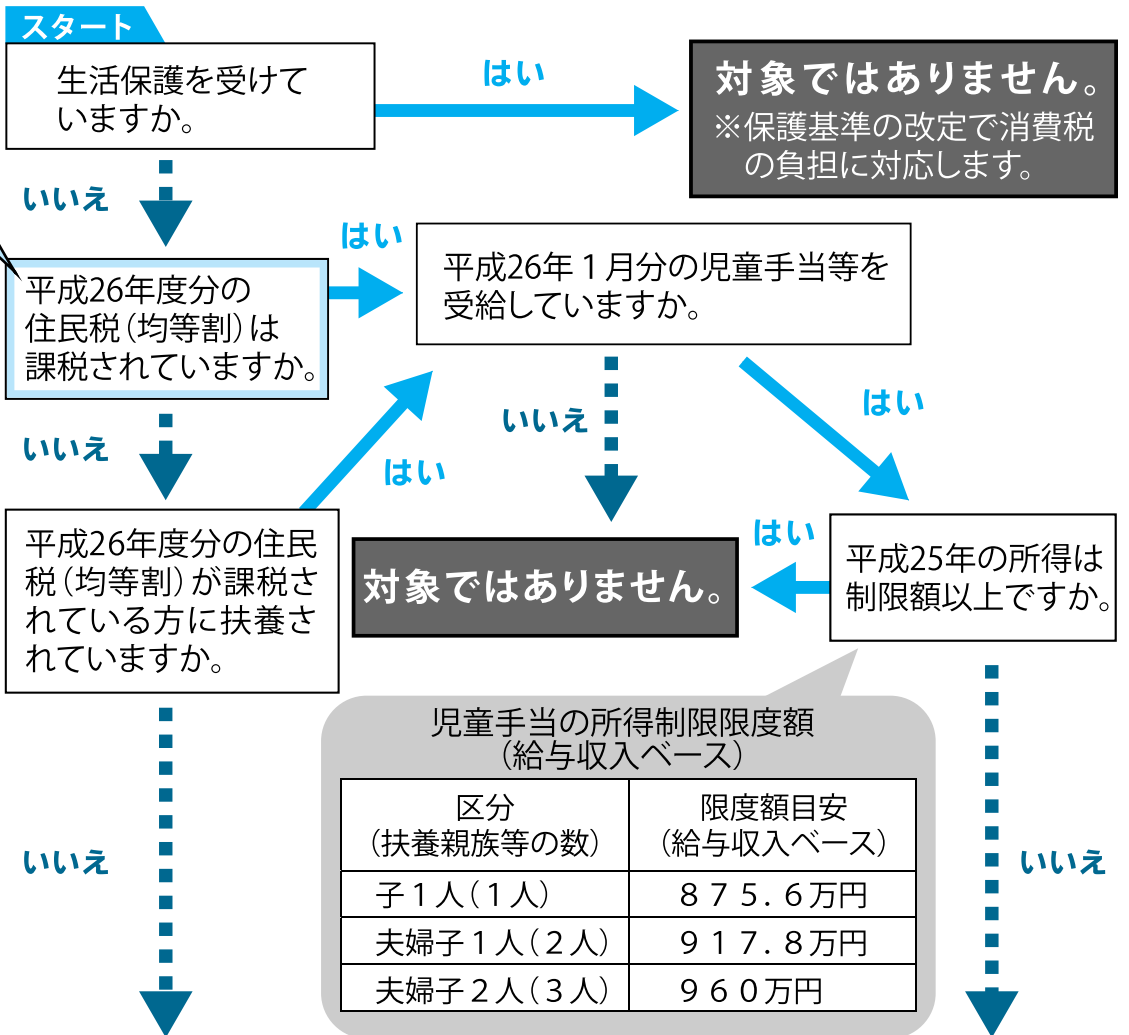 スタート
生活保護を受けて
いますか。
はい
対象ではありません。
※保護基準の改定で消費税
の負担に対応します。
いいえ
平成26年度分の
住民税(均等割)は
課税されていますか。
はい
平成26年1月分の児童手当等を
受給していますか。
いいえ
はい
いいえ
はい
平成26年度分の住民
税(均等割)が課税さ
れている方に扶養さ
れていますか。
対象ではありません。
はい
平成25年の所得は
制限額以上ですか。
児童手当の所得制限限度額
(給与収入ベース)
区分
(扶養親族等の数)
限度額目安
(給与収入ベース)
子1人(1人)
875.6万円
夫婦子1人(2人)
917.8万円
夫婦子2人(3人)
960万円
いいえ
いいえ